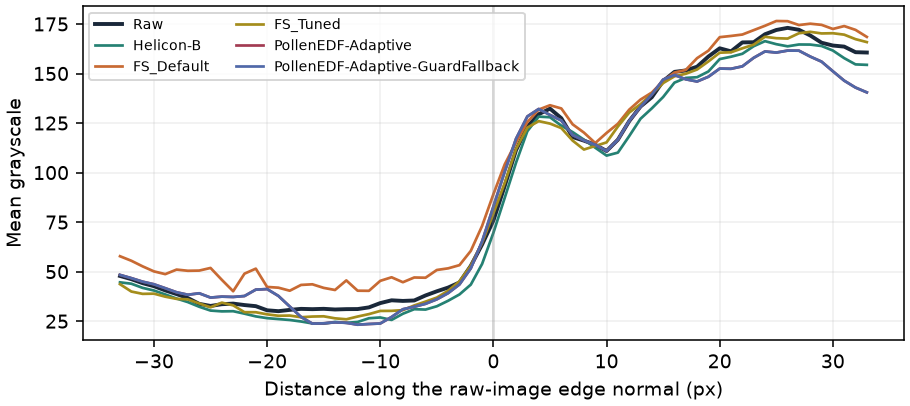 Raw
Helicon-B
FS_Default
FS_Tuned
PollenEDF-Adaptive
PollenEDF-Adaptive-GuardFallback
Mean grayscale
175
150
125
100
75
50
25
−30 −20 −10 0 10 20 30
Distance along the raw-image edge normal (px)